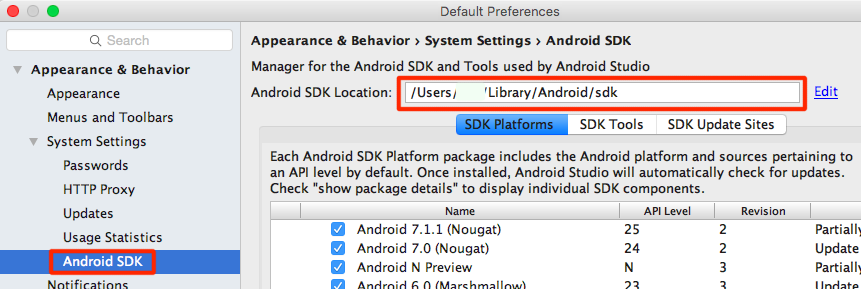 Default Preferences
Search
Appearance & Behavior
Appearance
Menus and Toolbars
System Settings
Passwords
HTTP Proxy
Updates
Usage Statistics
Android SDK
Notifications
Appearance & Behavior › System Settings › Android SDK
Manager for the Android SDK and Tools used by Android Studio
Android SDK Location: /Users/ /Library/Android/sdk Edit
SDK Platforms SDK Tools SDK Update Sites
Each Android SDK Platform package includes the Android platform and sources pertaining to
an API level by default. Once installed, Android Studio will automatically check for updates.
Check "show package details" to display individual SDK components.
Name API Level Revision
Android 7.1.1 (Nougat) 25 2 Partially
Android 7.0 (Nougat) 24 2 Update
Android N Preview N 3 Partially
Android 6.0 (Marshmallow) 23 3 Update